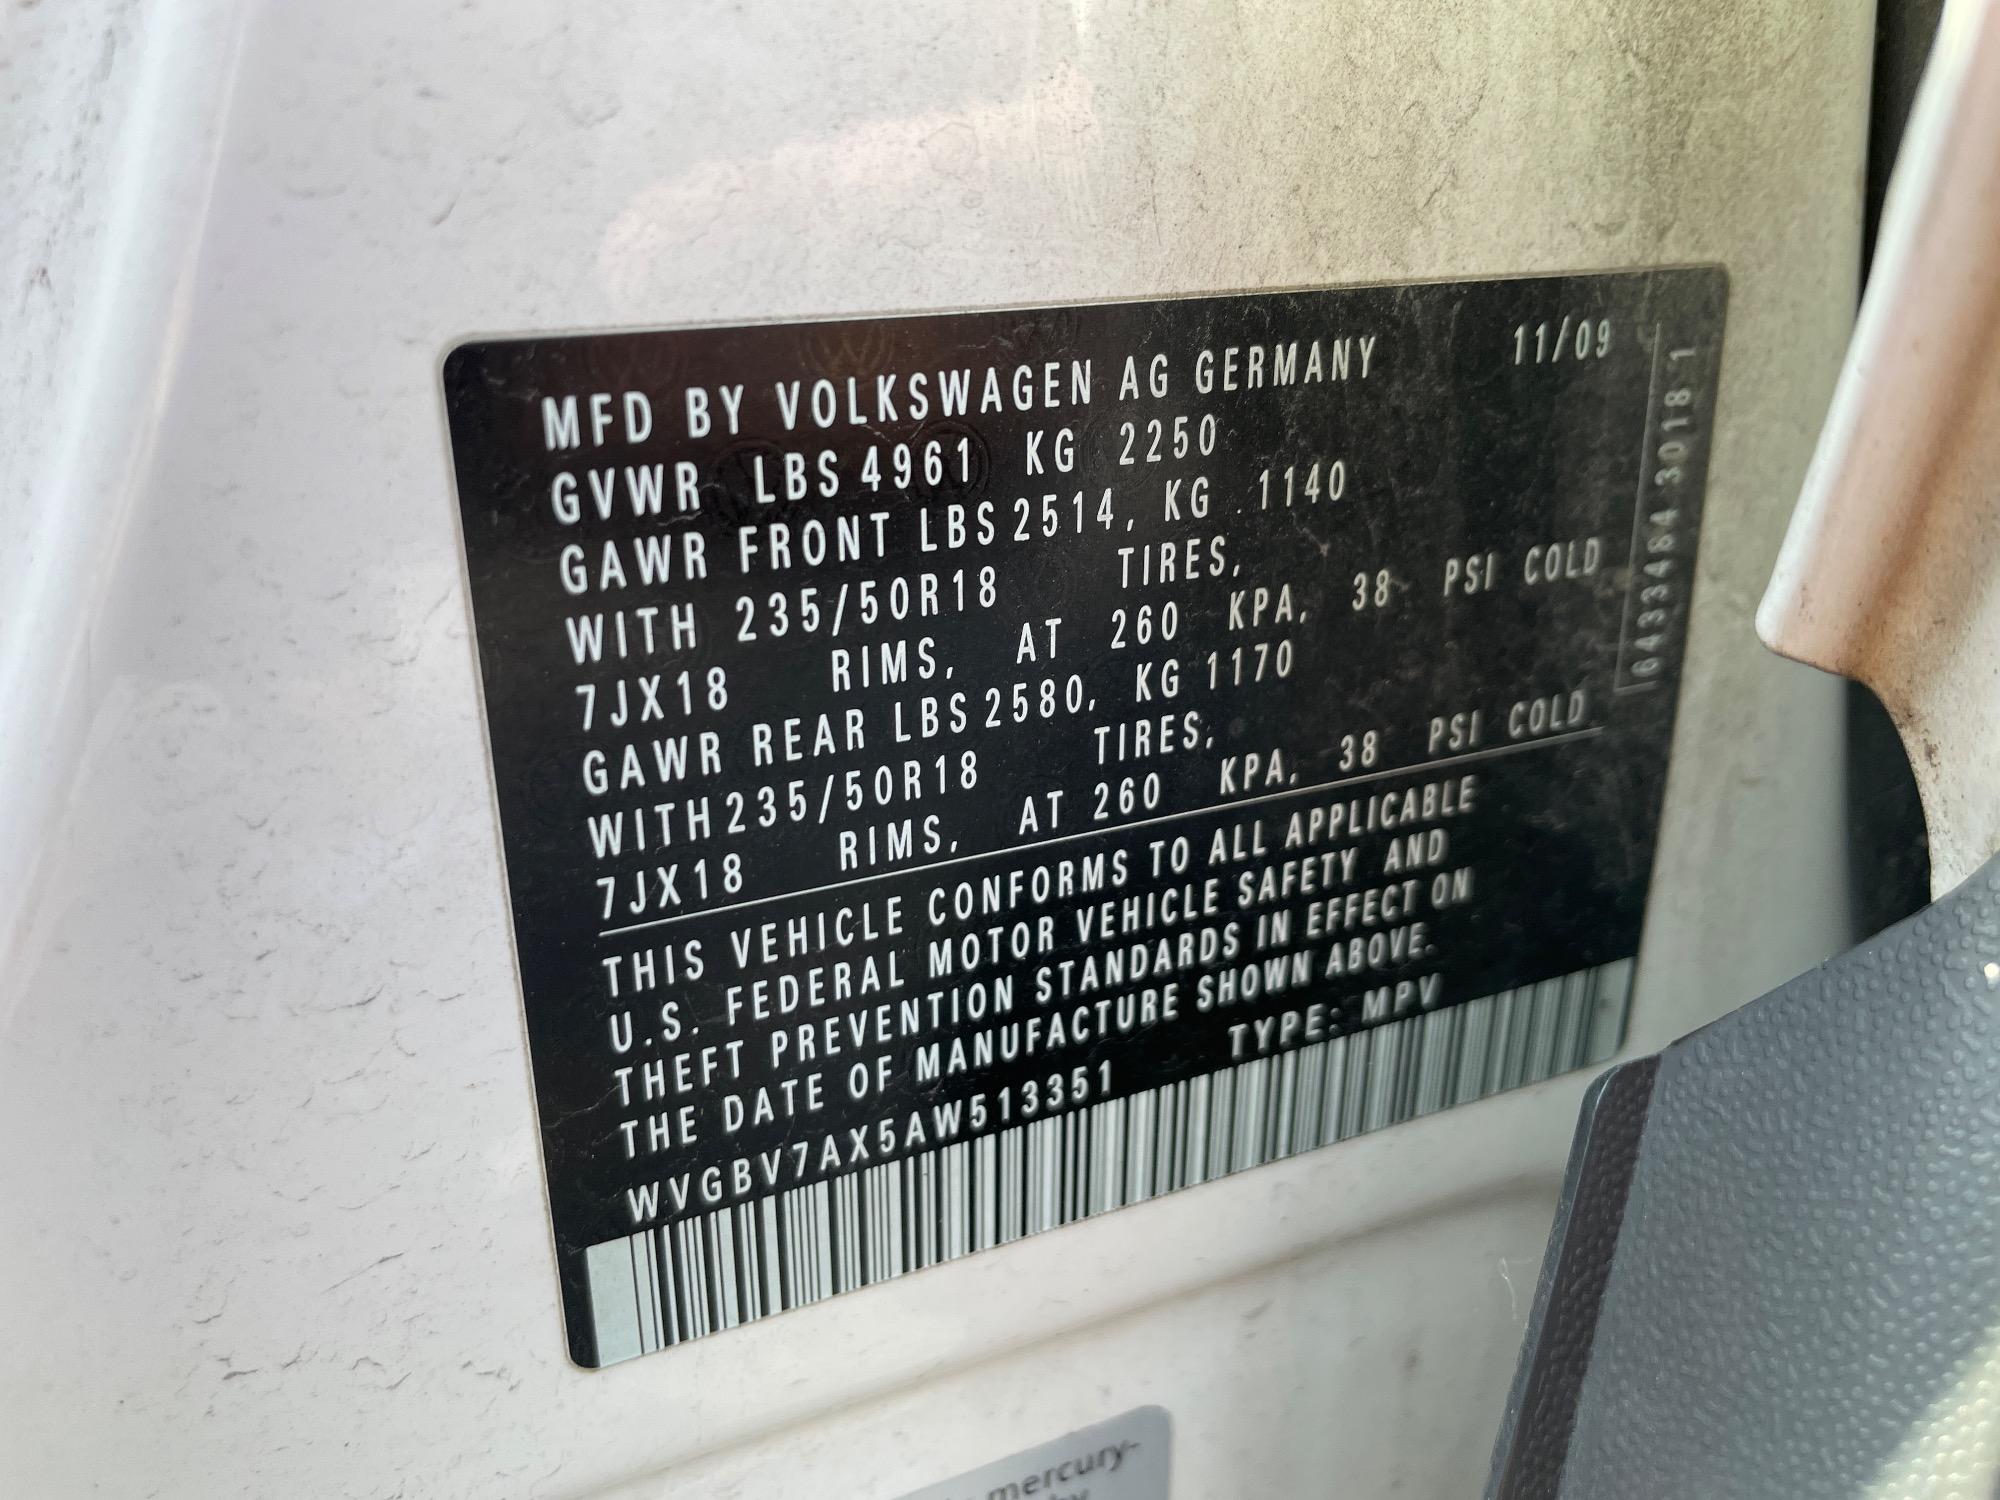 MFD BY VOLKSWAGEN AG GERMANY 11/09
GVWR LBS 4961 KG 2250
GAWR FRONT LBS 2514, KG 1140
WITH 235/50R18 TIRES,
7JX18 RIMS, AT 260 KPA, 38 PSI COLD
GAWR REAR LBS 2580, KG 1170
WITH 235/50R18 TIRES,
7JX18 RIMS, AT 260 KPA, 38 PSI COLD
THIS VEHICLE CONFORMS TO ALL APPLICABLE
U.S. FEDERAL MOTOR VEHICLE SAFETY AND
THEFT PREVENTION STANDARDS IN EFFECT ON
THE DATE OF MANUFACTURE SHOWN ABOVE.
WVGBV7AX5AW513351 TYPE: MPV
mercury-